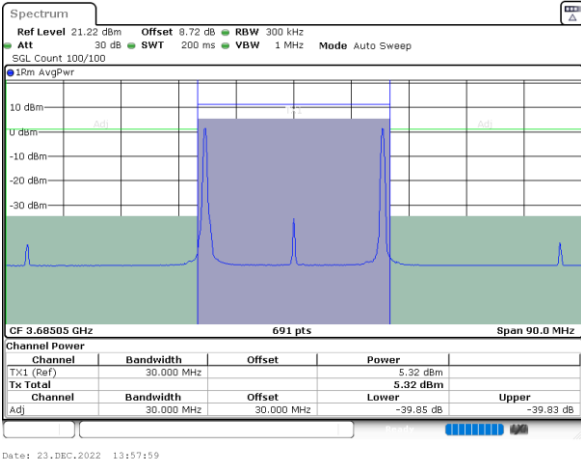 Spectrum
Ref Level 21.22 dBm Offset 8.72 dB RBW 300 kHz
Att 30 dB SWT 200 ms VBW 1 MHz Mode Auto Sweep
SGL Count 100/100
1Rm AvgPwr
10 dBm
Adj Adj
0 dBm
-10 dBm
-20 dBm
-30 dBm
CF 3.68505 GHz 691 pts Span 90.0 MHz
Channel Power
Channel Bandwidth Offset Power
TX1 (Ref) 30.000 MHz 5.32 dBm
Tx Total 5.32 dBm
Channel Bandwidth Offset Lower Upper
Adj 30.000 MHz 30.000 MHz -39.85 dB -39.83 dB
Ready
Date: 23.DEC.2022 13:57:59